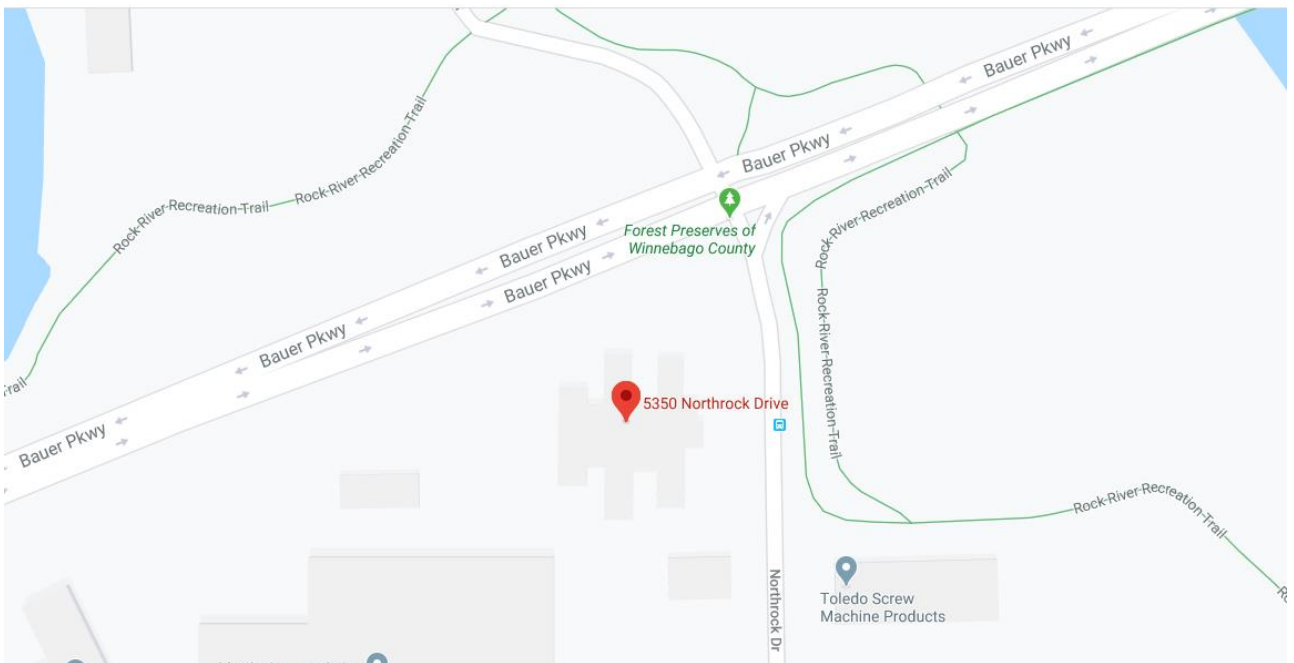 Bauer Pkwy
Rock-River-Recreation-Trail
Rock-River-Recreation-Trail
Bauer Pkwy
Rock-River-Recreation-Trail
Forest Preserves of
Winnebago County
Bauer Pkwy
Bauer Pkwy
Rock-River-Recreation-Trail
Bauer Pkwy
Trail
5350 Northrock Drive
Bauer Pkwy
Rock-River-Recreation-Trail
Northrock Dr
Toledo Screw
Machine Products